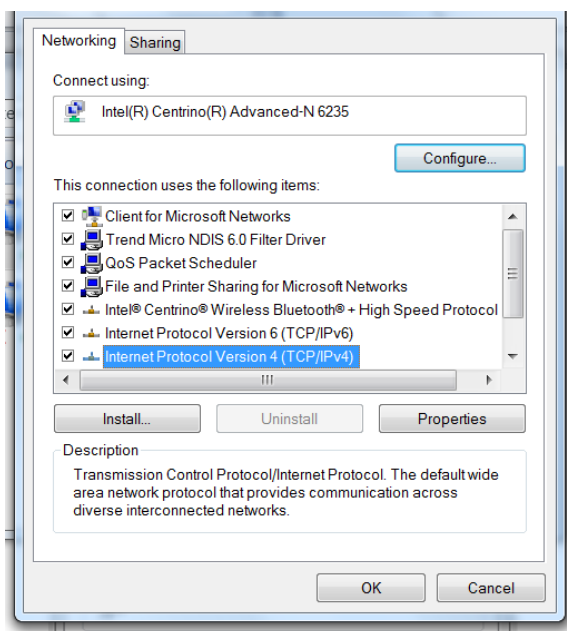 Networking Sharing
Connect using:
Intel(R) Centrino(R) Advanced-N 6235
Configure...
This connection uses the following items:
Client for Microsoft Networks
Trend Micro NDIS 6.0 Filter Driver
QoS Packet Scheduler
File and Printer Sharing for Microsoft Networks
Intel® Centrino® Wireless Bluetooth® + High Speed Protocol
Internet Protocol Version 6 (TCP/IPv6)
Internet Protocol Version 4 (TCP/IPv4)
Install... Uninstall Properties
Description
Transmission Control Protocol/Internet Protocol. The default wide
area network protocol that provides communication across
diverse interconnected networks.
OK Cancel